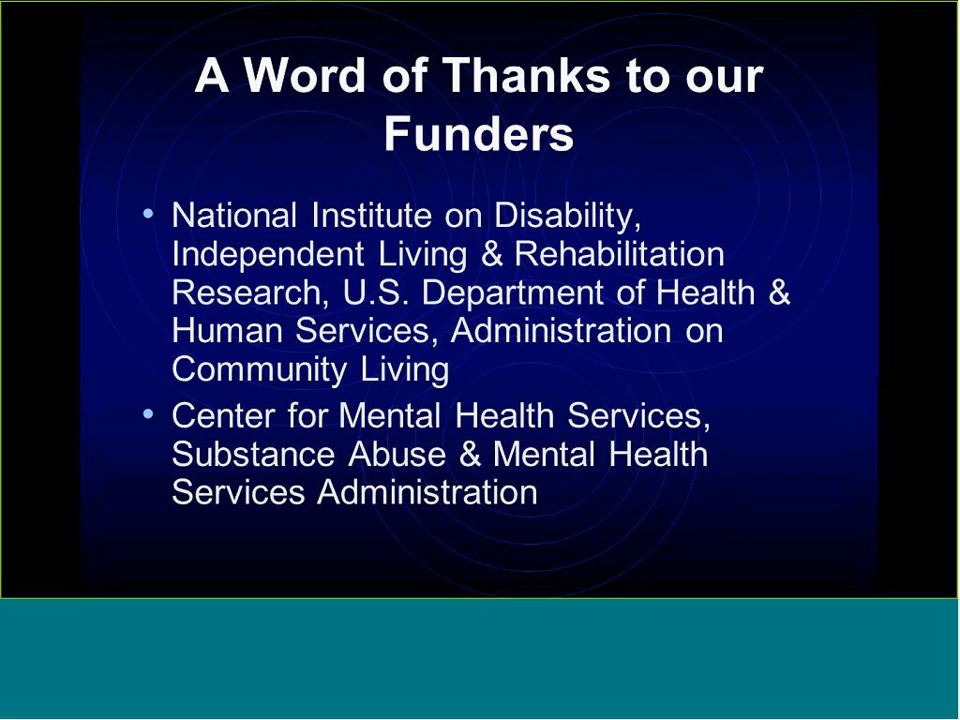 A Word of Thanks to our
Funders
• National Institute on Disability,
Independent Living & Rehabilitation
Research, U.S. Department of Health &
Human Services, Administration on
Community Living
• Center for Mental Health Services,
Substance Abuse & Mental Health
Services Administration